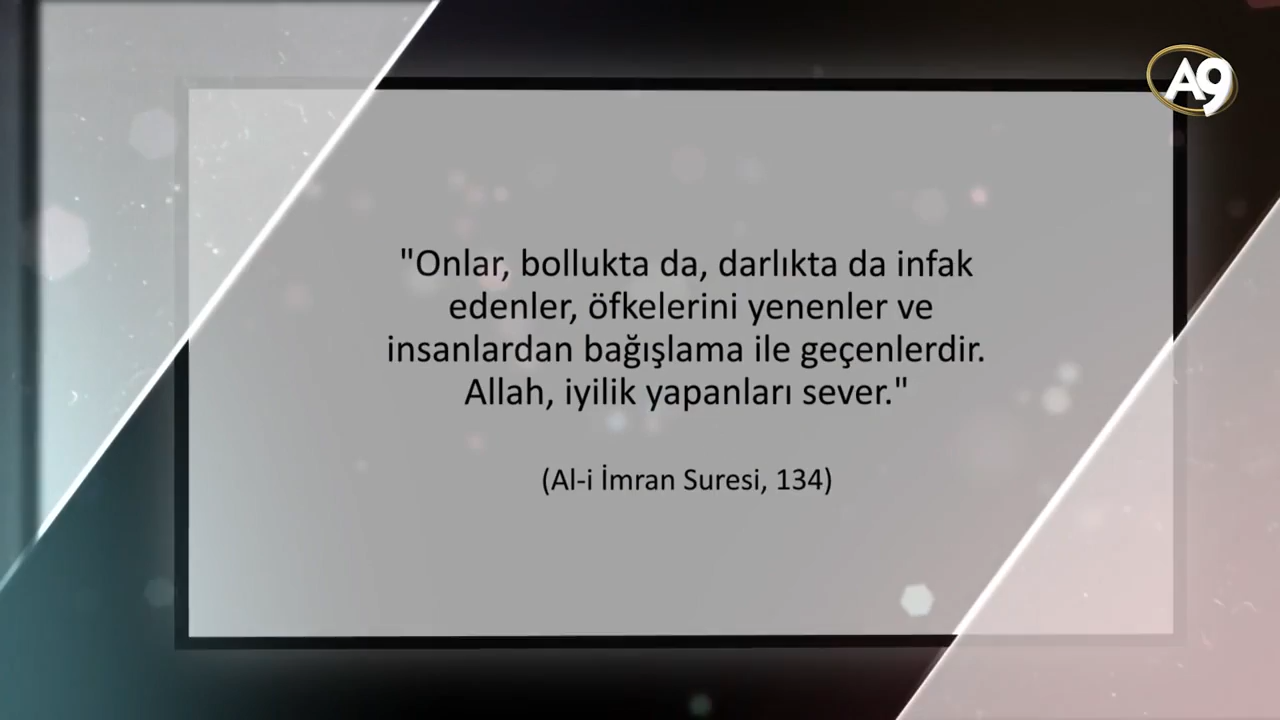 A9
"Onlar, bollukta da, darlıkta da infak
edenler, öfkelerini yenenler ve
insanlardan bağışlama ile geçenlerdir.
Allah, iyilik yapanları sever."
(Al-i İmran Suresi, 134)